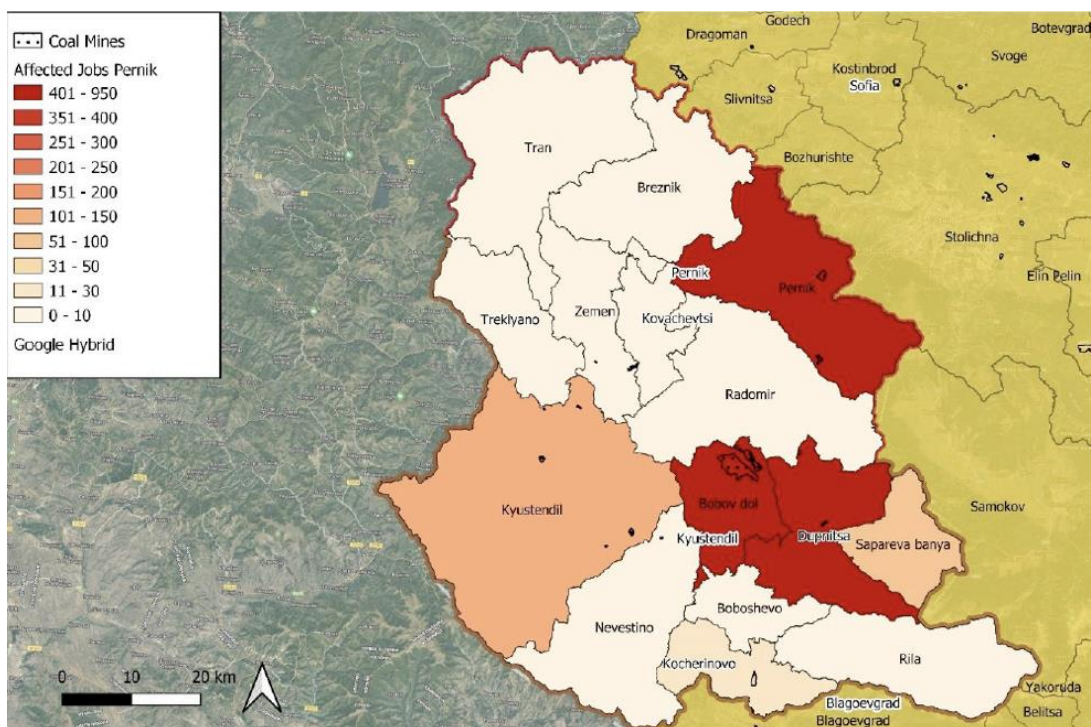 Coal Mines
Affected Jobs Pernik
401 - 950
351 - 400
251 - 300
201 - 250
151 - 200
101 - 150
51 - 100
31 - 50
11 - 30
0 - 10
Google Hybrid
Godech
Dragoman
Botevgrad
Svoge
Kostinbrod
Sofia
Slivnitsa
Bozhurishte
Tran
Breznik
Stolichna
Elin Pelin
Pernik
Pernik
Treklyano
Zemen
Kovachevtsi
Radomir
Kyustendil
Bobov dol
Samokov
Kyustendil
Dupnitsa
Sapareva banya
Boboshevo
Nevestino
Kocherinovo
Rila
Yakoruda
Blagoevgrad
Belitsa
Blagoevgrad
0 10 20 km